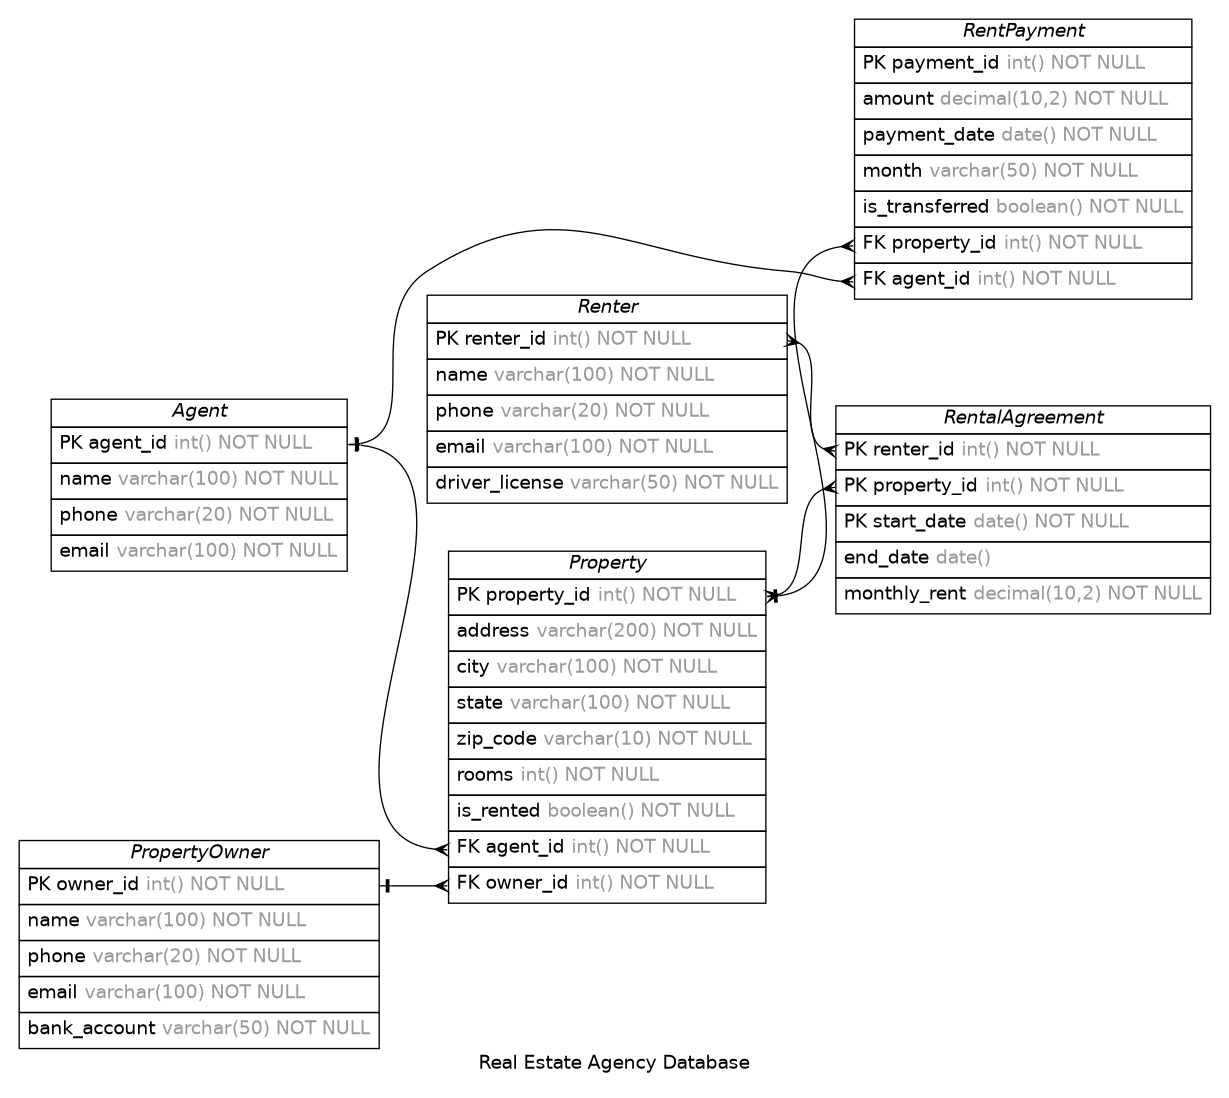 RentPayment
PK payment_id int() NOT NULL
amount decimal(10,2) NOT NULL
payment_date date() NOT NULL
month varchar(50) NOT NULL
is_transferred boolean() NOT NULL
FK property_id int() NOT NULL
FK agent_id int() NOT NULL
Renter
PK renter_id int() NOT NULL
name varchar(100) NOT NULL
phone varchar(20) NOT NULL
email varchar(100) NOT NULL
driver_license varchar(50) NOT NULL
Agent
PK agent_id int() NOT NULL
name varchar(100) NOT NULL
phone varchar(20) NOT NULL
email varchar(100) NOT NULL
RentalAgreement
PK renter_id int() NOT NULL
PK property_id int() NOT NULL
PK start_date date() NOT NULL
end_date date()
monthly_rent decimal(10,2) NOT NULL
Property
PK property_id int() NOT NULL
address varchar(200) NOT NULL
city varchar(100) NOT NULL
state varchar(100) NOT NULL
zip_code varchar(10) NOT NULL
rooms int() NOT NULL
is_rented boolean() NOT NULL
FK agent_id int() NOT NULL
FK owner_id int() NOT NULL
PropertyOwner
PK owner_id int() NOT NULL
name varchar(100) NOT NULL
phone varchar(20) NOT NULL
email varchar(100) NOT NULL
bank_account varchar(50) NOT NULL
Real Estate Agency Database